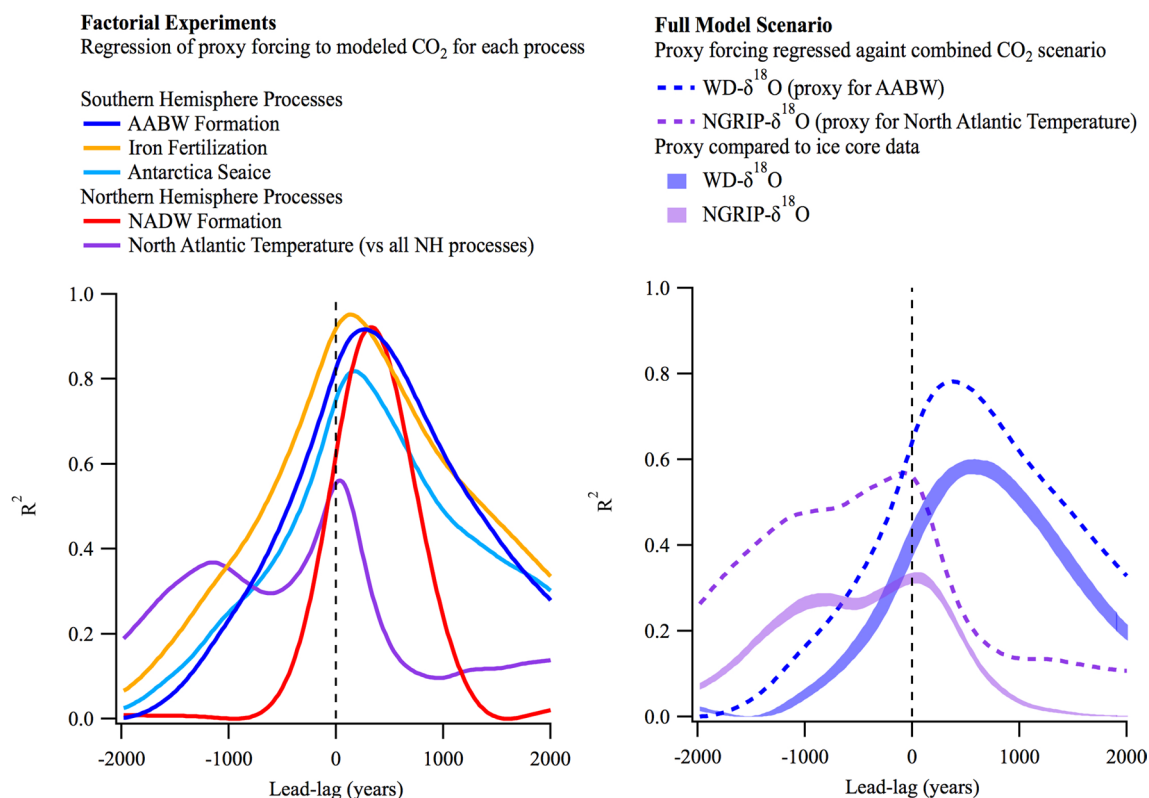 Factorial Experiments
Regression of proxy forcing to modeled CO2 for each process
Southern Hemisphere Processes
AABW Formation
Iron Fertilization
Antarctica Seaice
Northern Hemisphere Processes
NADW Formation
North Atlantic Temperature (vs all NH processes)
1.0
0.8
0.6
0.4
0.2
0.0
R2
-2000
-1000
0
1000
2000
Lead-lag (years)
Full Model Scenario
Proxy forcing regressed againt combined CO2 scenario
WD-δ18O (proxy for AABW)
NGRIP-δ18O (proxy for North Atlantic Temperature)
Proxy compared to ice core data
WD-δ18O
NGRIP-δ18O
1.0
0.8
0.6
0.4
0.2
0.0
R2
-2000
-1000
0
1000
2000
Lead-lag (years)